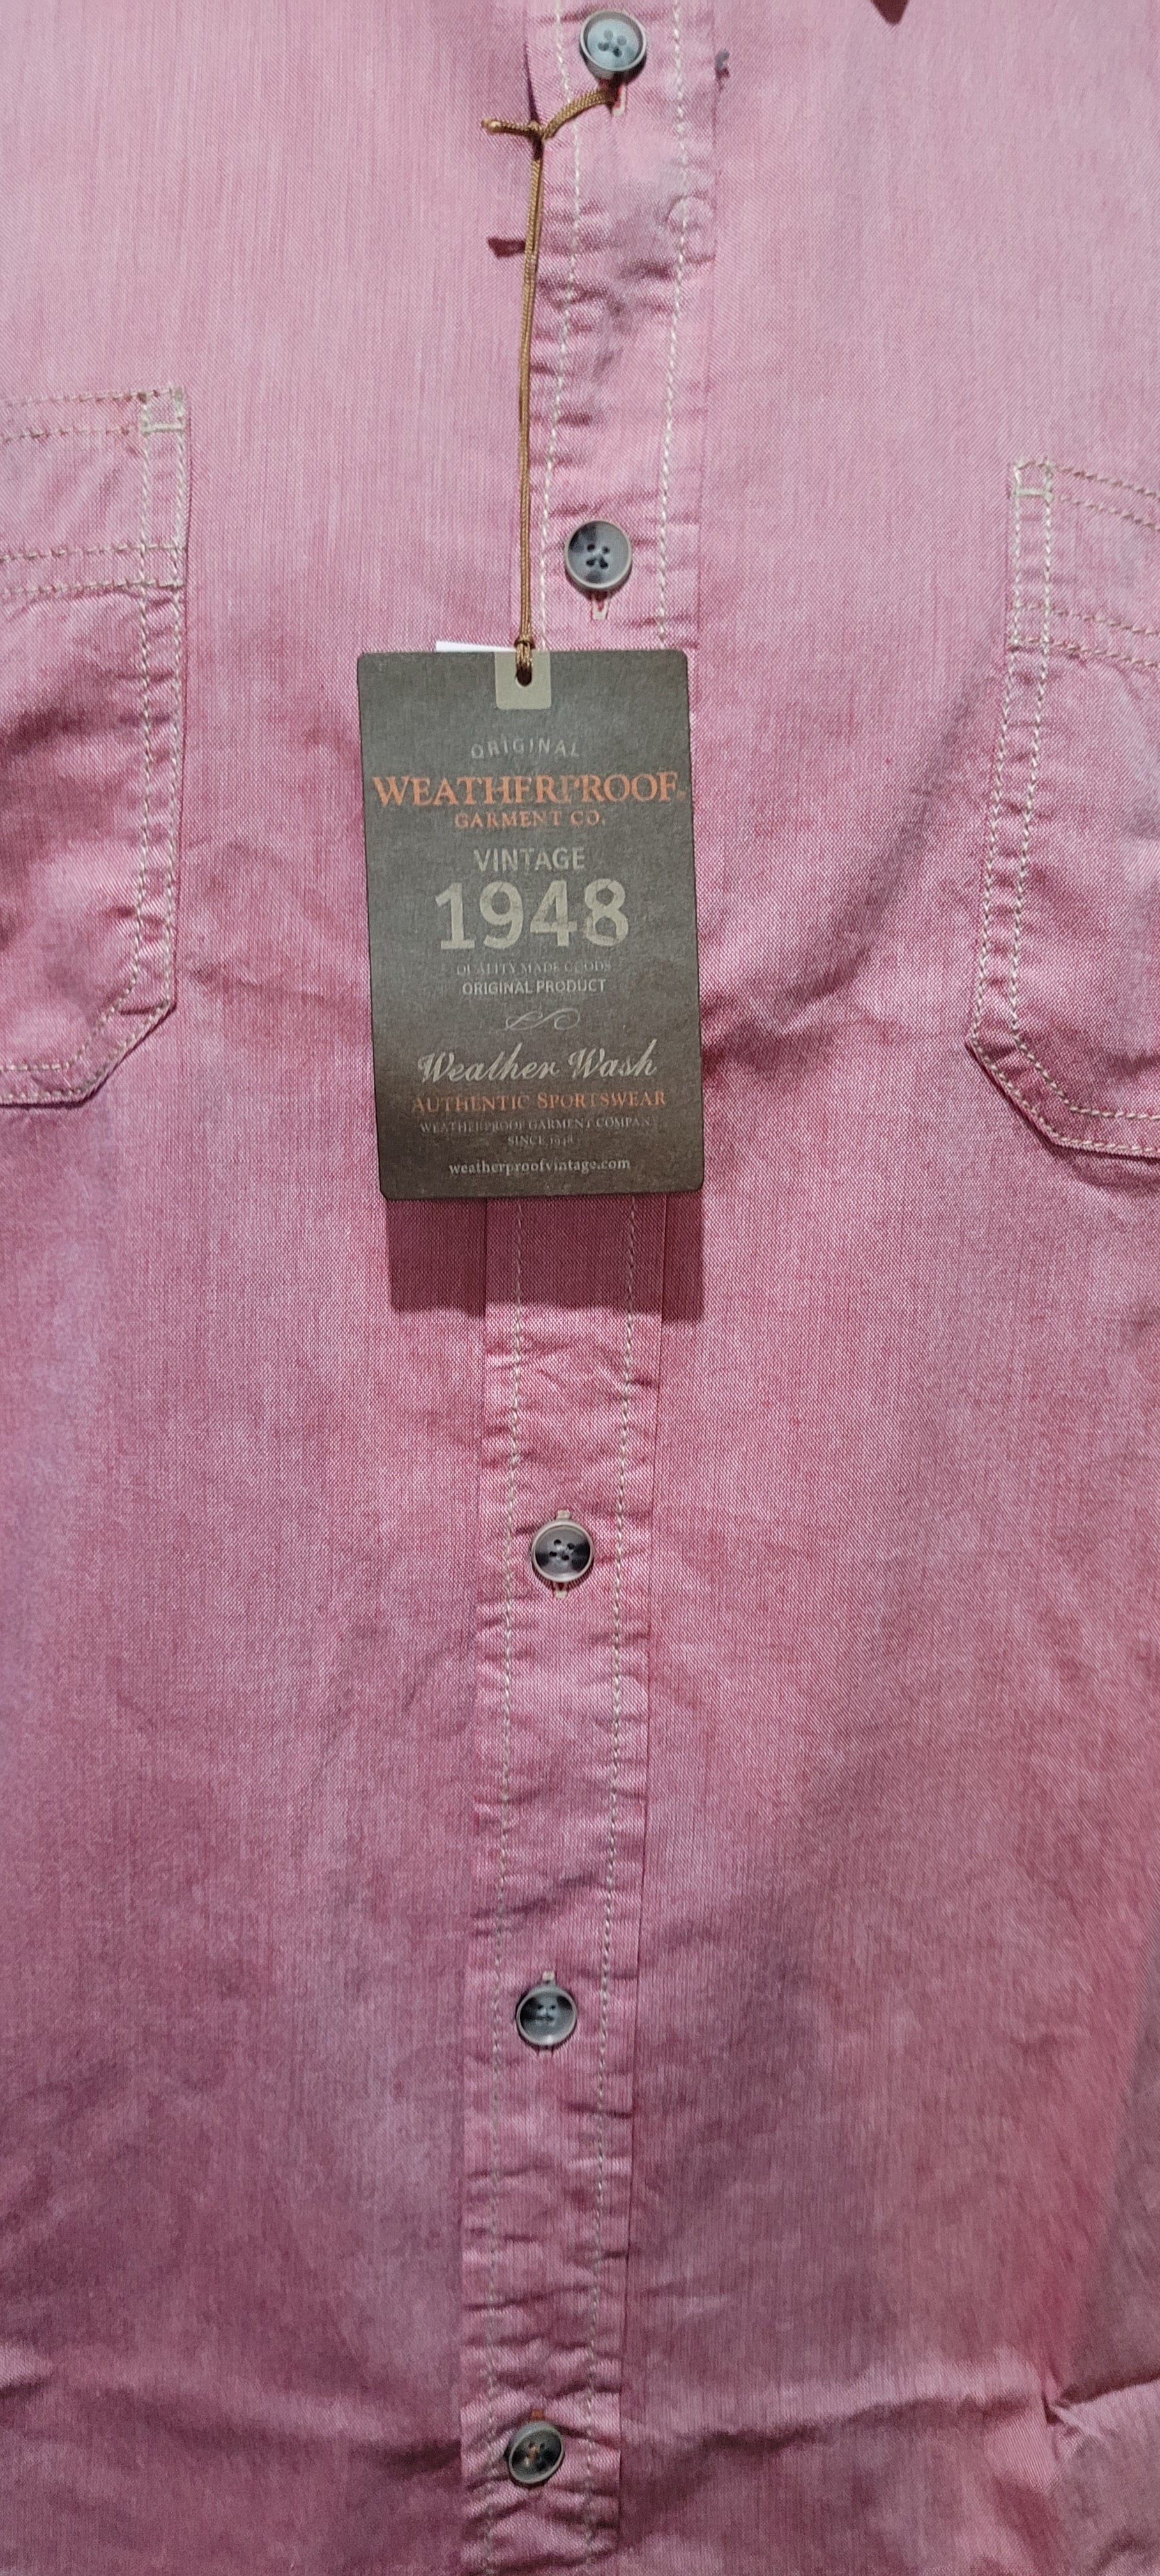 ORIGINAL
WEATHERPROOF
GARMENT CO.
VINTAGE
1948
QUALITY MADE GOODS
ORIGINAL PRODUCT
Weather Wash
AUTHENTIC SPORTSWEAR
WEATHERPROOF GARMENT COMPANY
SINCE 1948
weatherproofvintage.com